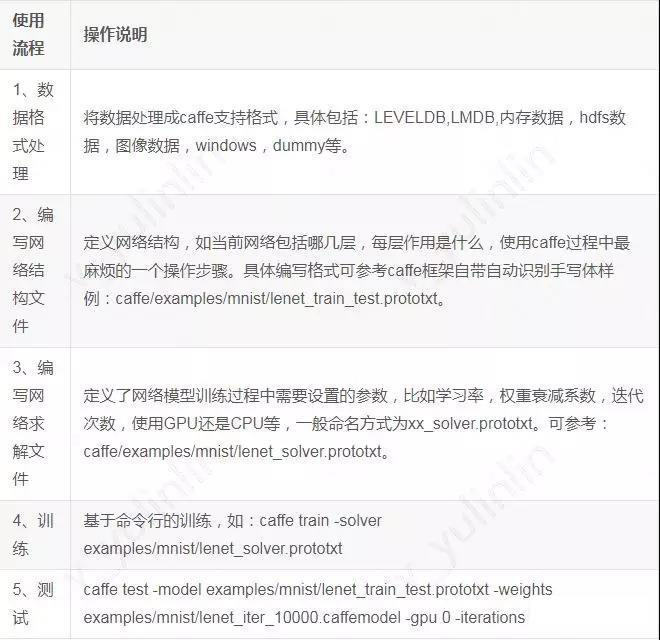 使用
流程
操作说明
1、数
据格
式处
理
将数据处理成caffe支持格式，具体包括：LEVELDB,LMDB,内存数据，hdfs数
据，图像数据，windows，dummy等。
2、编
写网
络结
构文
件
定义网络结构，如当前网络包括哪几层，每层作用是什么，使用caffe过程中最
麻烦的一个操作步骤。具体编写格式可参考caffe框架自带自动识别手写体样
例：caffe/examples/mnist/lenet_train_test.prototxt。
3、编
写网
络求
解文
件
定义了网络模型训练过程中需要设置的参数，比如学习率，权重衰减系数，迭代
次数，使用GPU还是CPU等，一般命名方式为xx_solver.prototxt。可参考：
caffe/examples/mnist/lenet_solver.prototxt。
4、训
练
基于命令行的训练，如：caffe train -solver
examples/mnist/lenet_solver.prototxt
5、测
试
caffe test -model examples/mnist/lenet_train_test.prototxt -weights
examples/mnist/lenet_iter_10000.caffemodel -gpu 0 -iterations